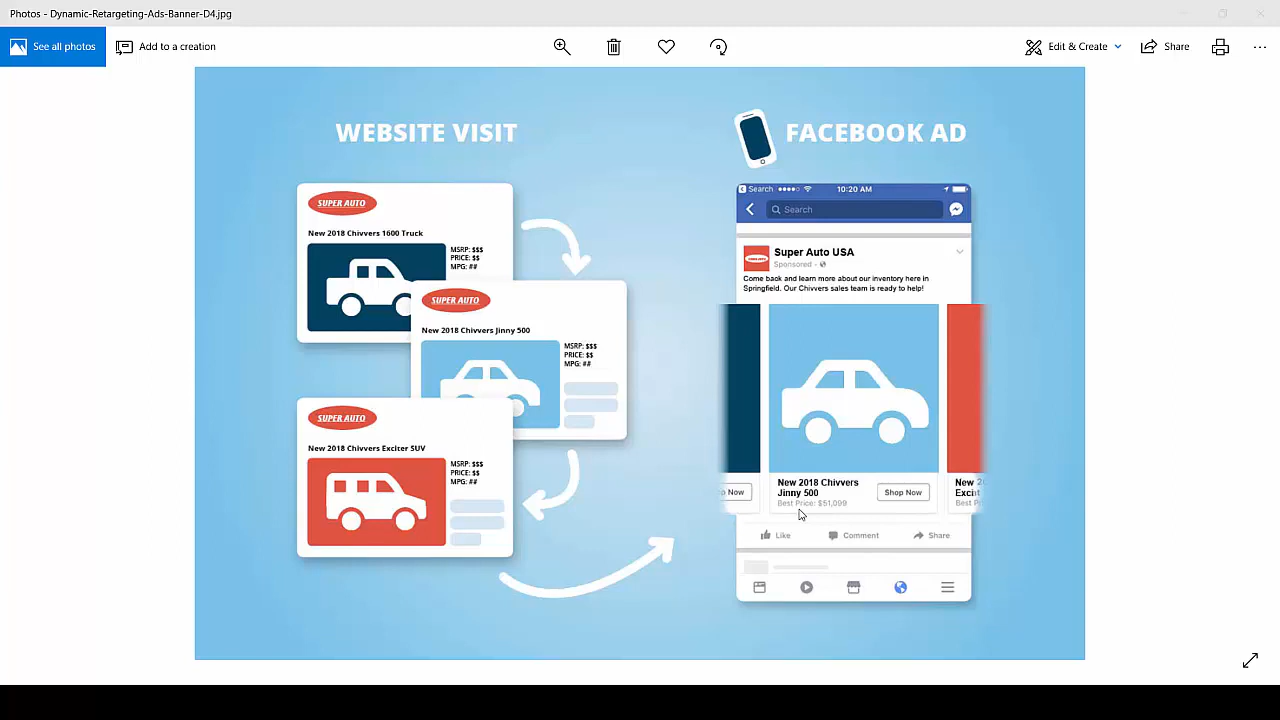 Photos - Dynamic-Retargeting-Ads-Banner-D4.jpg
See all photos
Add to a creation
Edit & Create
Share
WEBSITE VISIT
SUPER AUTO
New 2018 Chivvers 1600 Truck
MSRP: $$$
PRICE: $$
MPG: ##
SUPER AUTO
New 2018 Chivvers Jinny 500
MSRP: $$$
PRICE: $$
MPG: ##
SUPER AUTO
New 2018 Chivvers Exciter SUV
MSRP: $$$
PRICE: $$
MPG: ##
FACEBOOK AD
Search
10:20 AM
Search
Super Auto USA
Sponsored
Come back and learn more about our inventory here in
Springfield. Our Chivvers sales team is ready to help!
Now
New 2018 Chivvers
Jinny 500
Best Price: $51,099
Shop Now
New
Best
Like
Comment
Share